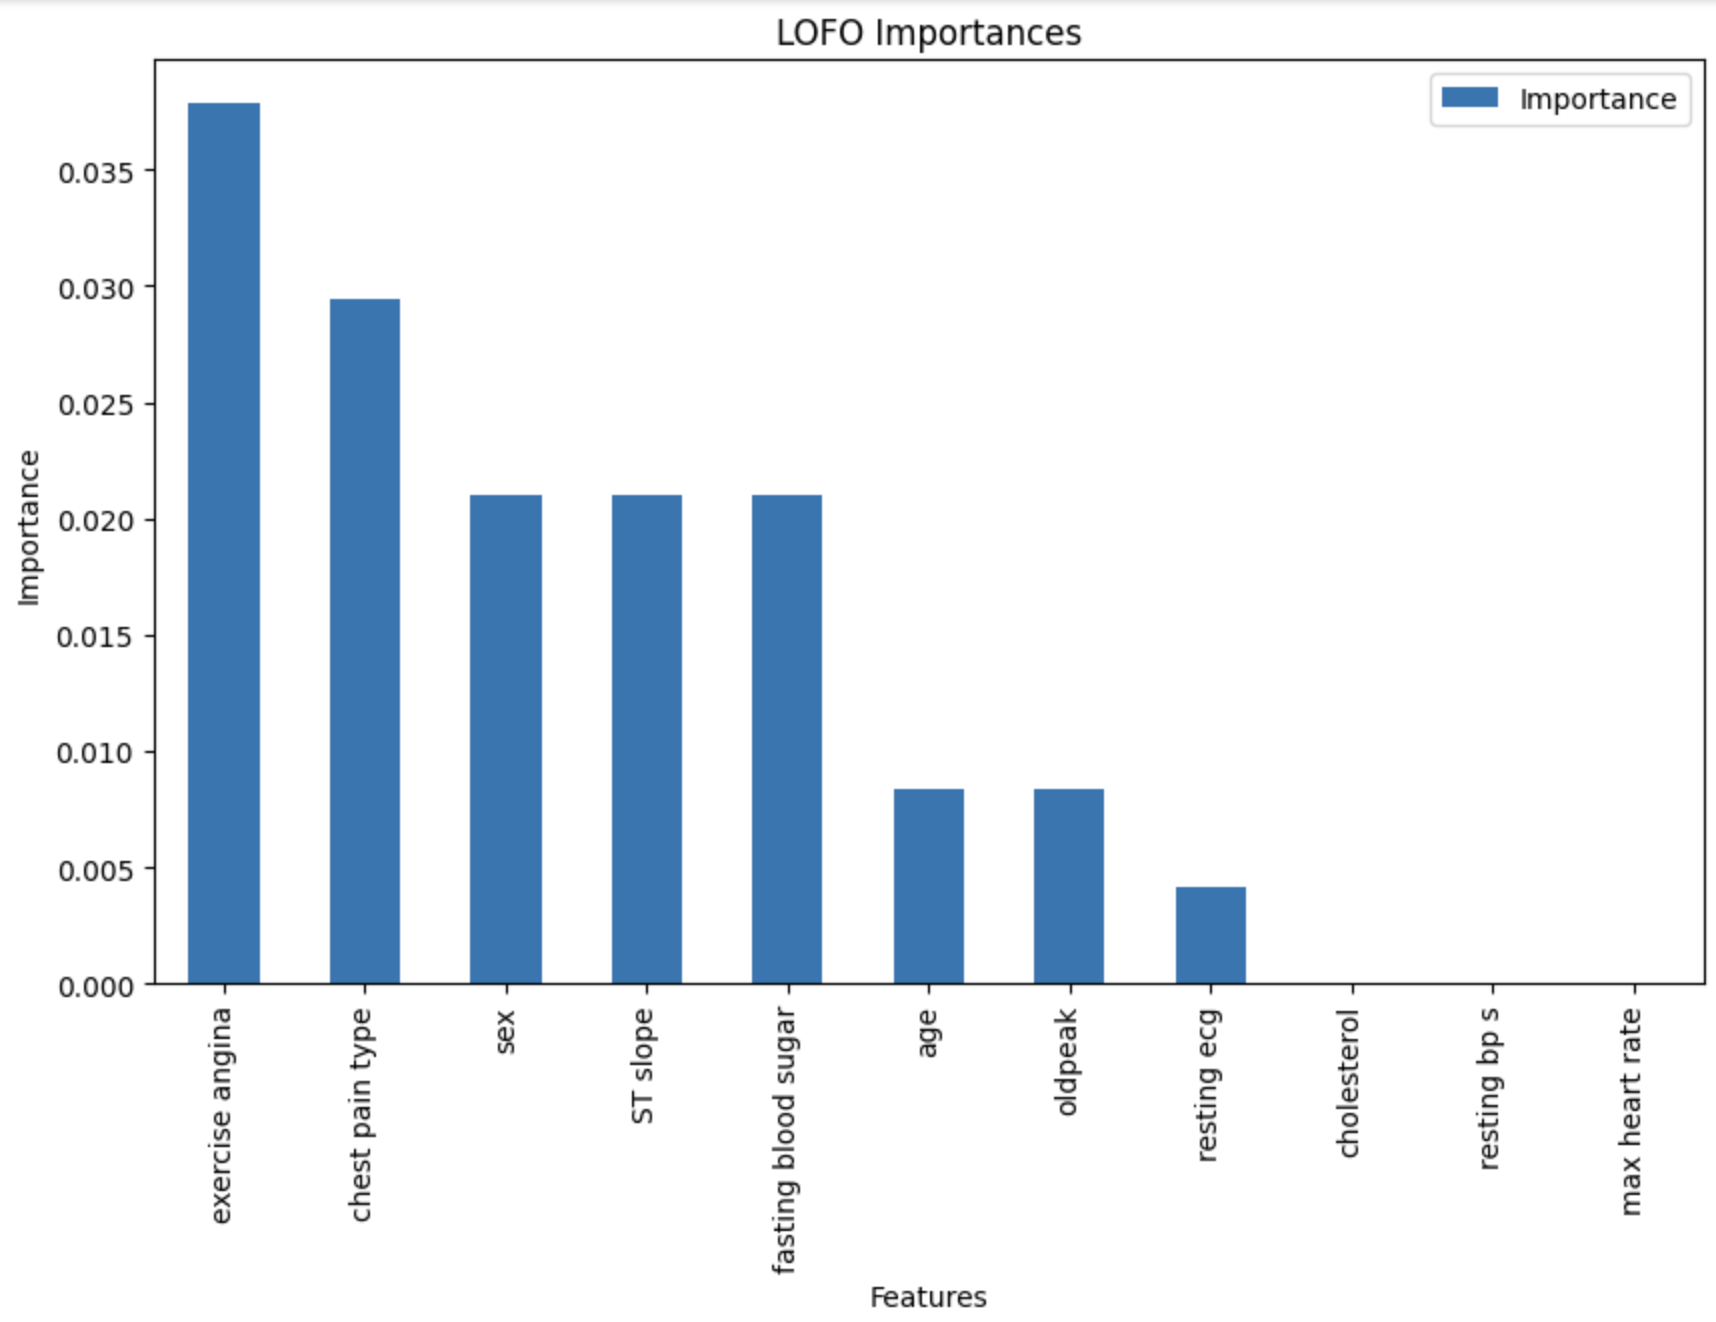 LOFO Importances
Importance
0.035
0.030
0.025
0.020
0.015
0.010
0.005
0.000
Importance
exercise angina
chest pain type
sex
ST slope
fasting blood sugar
age
oldpeak
resting ecg
cholesterol
resting bp s
max heart rate
Features